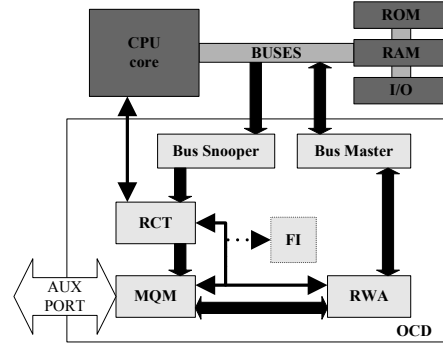 ROM
CPU
core
BUSES
RAM
I/O
Bus Snooper
Bus Master
RCT
FI
AUX
PORT
MQM
RWA
OCD